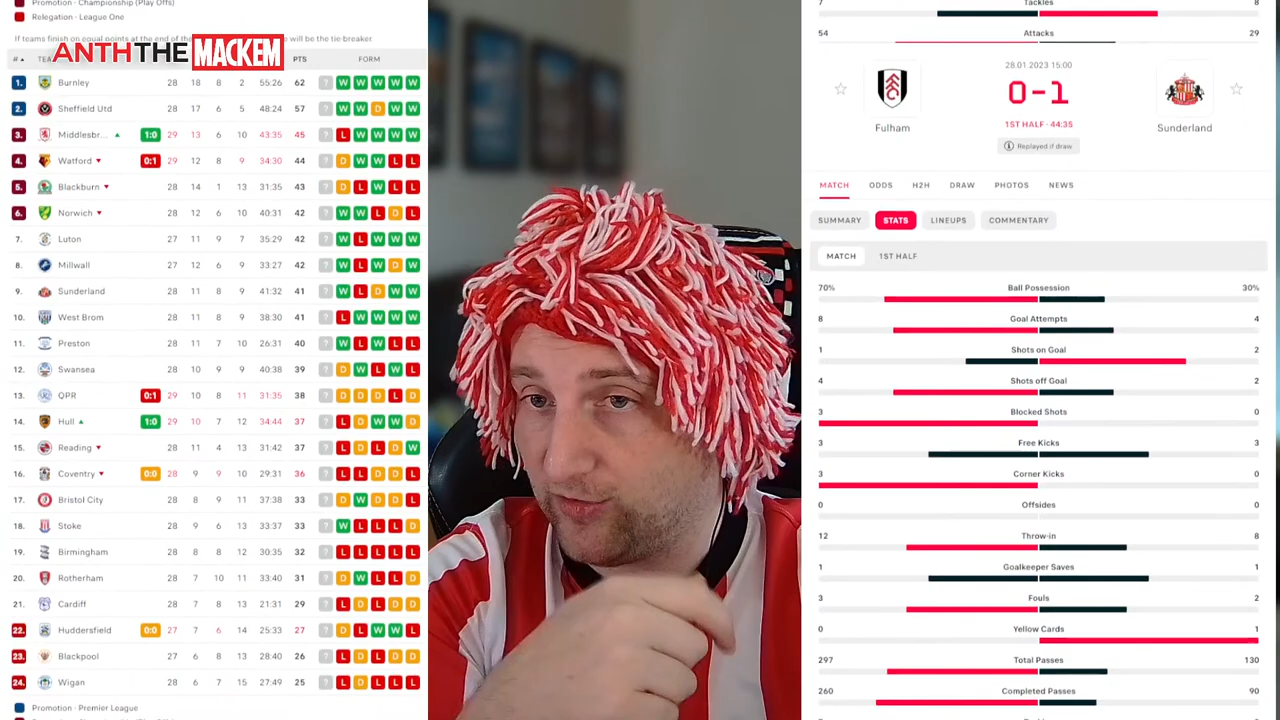 Promotion - Championship (Play Offs)
Relegation - League One
If teams finish on equal points at the end of the will be the tie-breaker.
ANTHTHEMACKEM
# TEA FORM PTS
1. Burnley 28 18 8 2 55:26 62 ? W W W W W
2. Sheffield Utd 28 17 6 5 48:24 57 ? W W D W W
3. Middlesbr... 1:0 29 13 6 10 43:35 45 ? L W W W W
4. Watford 0:1 29 12 8 9 34:30 44 ? D W W L L
5. Blackburn 28 14 1 13 31:35 43 ? D L W L L
6. Norwich 28 12 6 10 40:31 42 ? W W L D L
7. Luton 27 11 9 7 35:29 42 ? W L W W W
8. Millwall 27 12 6 9 33:27 42 ? W L W D W
9. Sunderland 28 11 8 9 41:32 41 ? W L D W W
10. West Brom 28 11 8 9 38:30 41 ? L W W W W
11. Preston 28 11 7 10 26:31 40 ? W L W L L
12. Swansea 28 10 9 9 40:38 39 ? D W L W L
13. QPR 0:1 29 10 8 11 31:35 38 ? D D D L D
14. Hull 1:0 29 10 7 12 34:44 37 ? L D W W D
15. Reading 28 11 4 13 31:42 37 ? L D L D W
16. Coventry 0:0 28 9 9 10 29:31 36 ? L L D D L
17. Bristol City 28 8 9 11 37:38 33 ? D W D D L
18. Stoke 28 9 6 13 33:37 33 ? W L L L D
19. Birmingham 28 8 8 12 30:35 32 ? L L L L L
20. Rotherham 28 7 10 11 33:40 31 ? D W L L D
21. Cardiff 28 7 8 13 21:31 29 ? L D L D D
22. Huddersfield 0:0 27 7 6 14 25:33 27 ? D L W W L
23. Blackpool 27 6 8 13 28:40 26 ? L D L D D
24. Wigan 28 6 7 15 27:49 25 ? L D L L L
Promotion - Premier League
7 Tackles 8
54 Attacks 29
28.01.2023 15:00
0-1
Fulham Sunderland
1ST HALF - 44:35
Replayed if draw
MATCH ODDS H2H DRAW PHOTOS NEWS
SUMMARY STATS LINEUPS COMMENTARY
MATCH 1ST HALF
70% Ball Possession 30%
8 Goal Attempts 4
1 Shots on Goal 2
4 Shots off Goal 2
3 Blocked Shots 0
3 Free Kicks 3
3 Corner Kicks 0
0 Offsides 0
12 Throw-in 8
1 Goalkeeper Saves 1
3 Fouls 2
0 Yellow Cards 1
297 Total Passes 130
260 Completed Passes 90